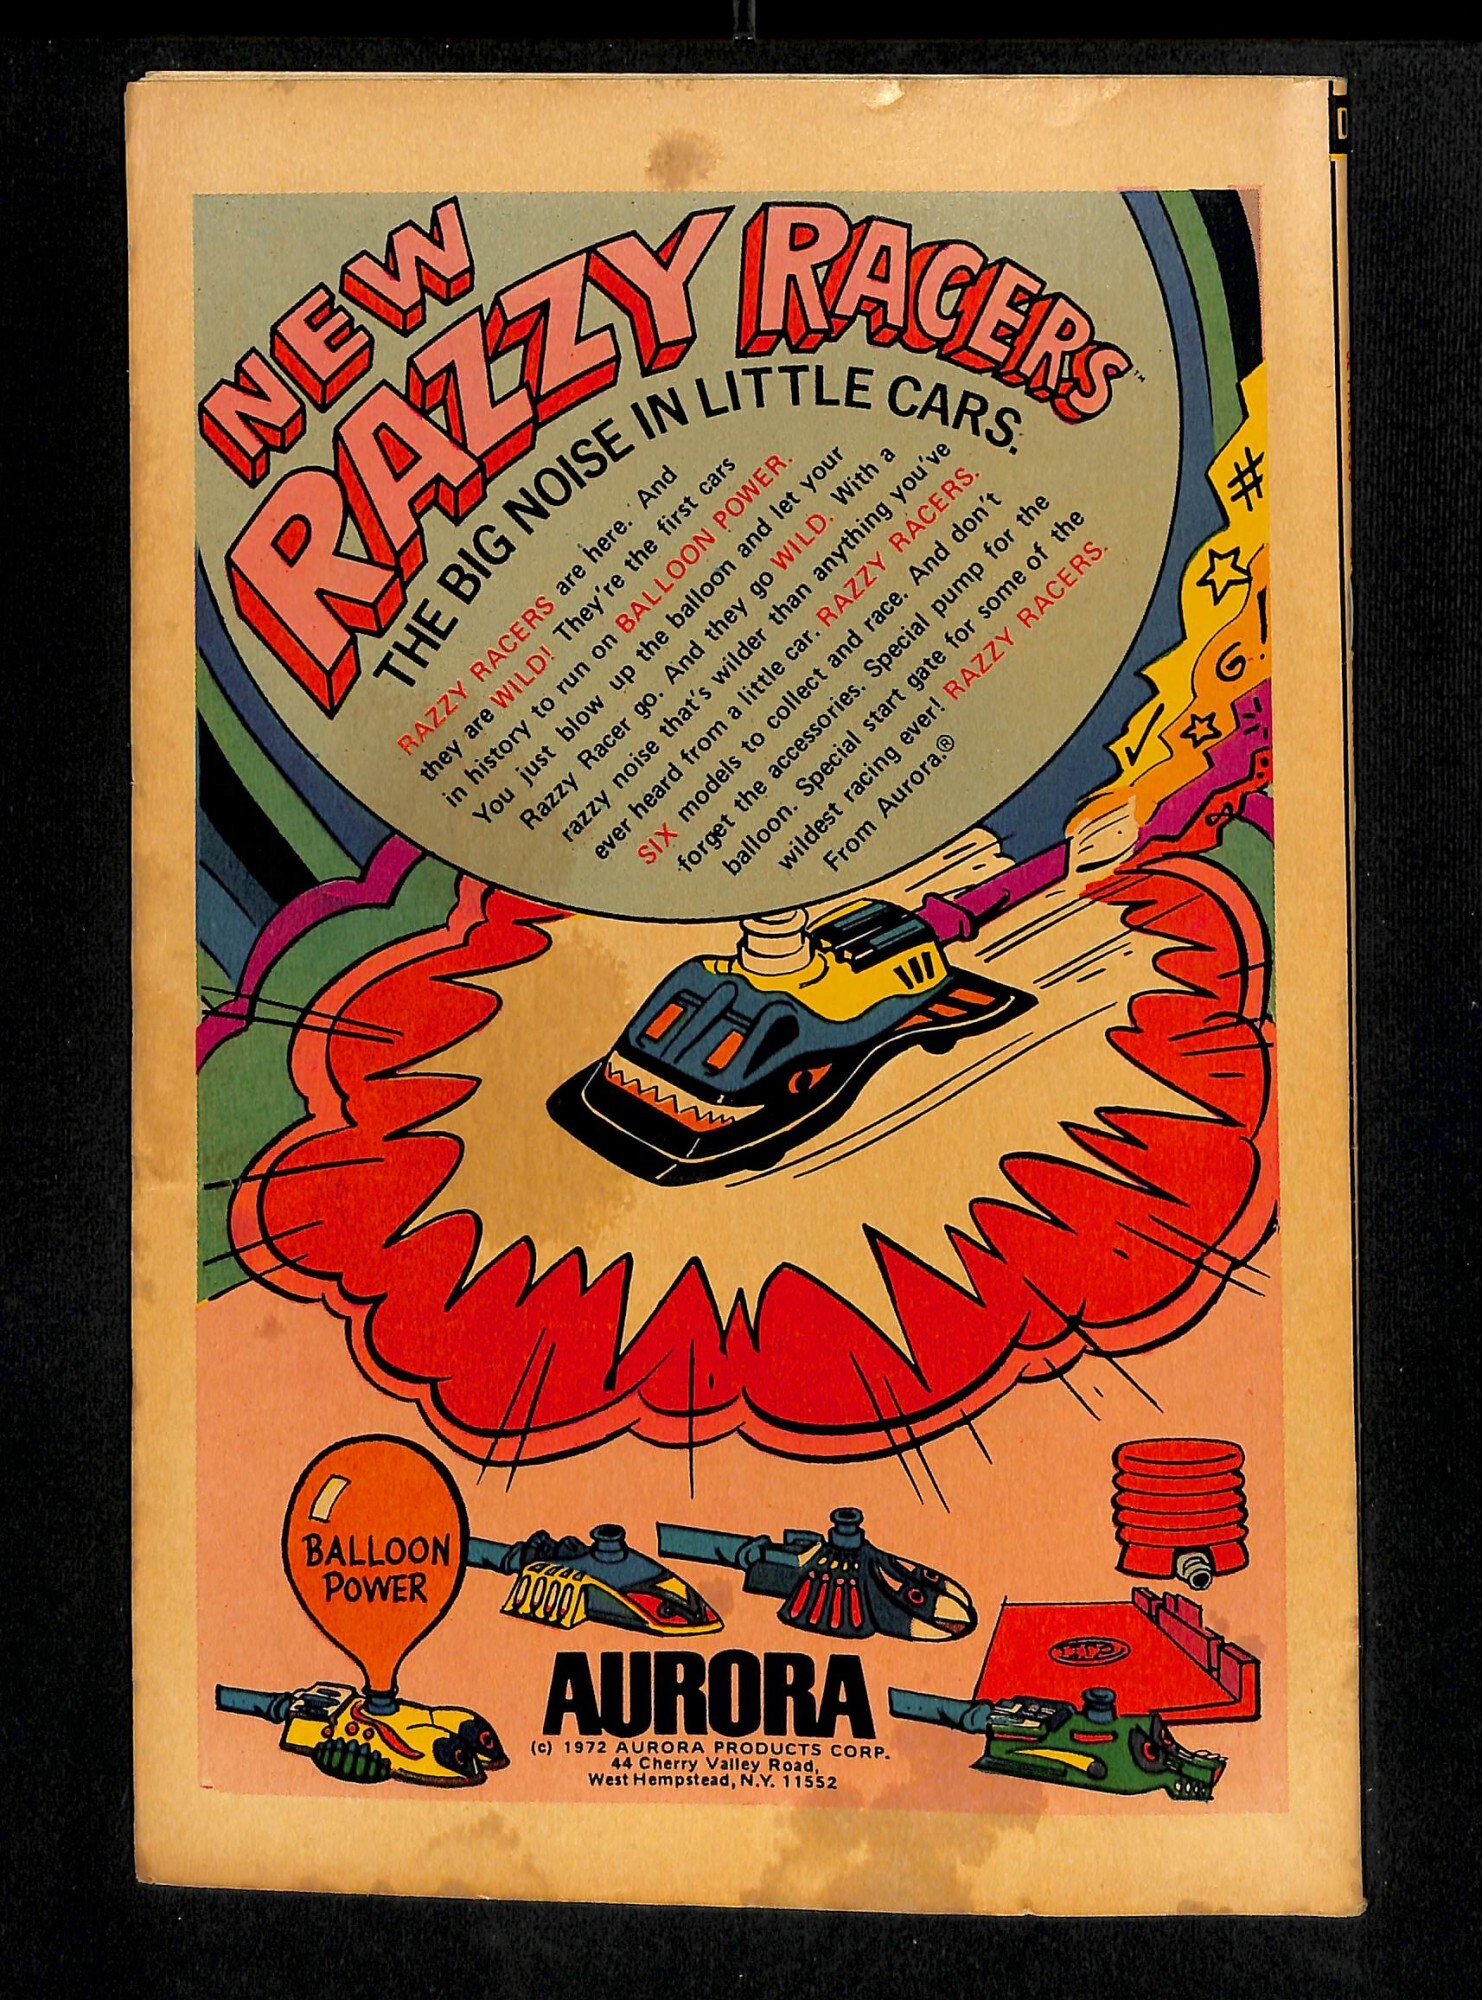 NEW
RAZZY RACERS™
THE BIG NOISE IN LITTLE CARS.
RAZZY RACERS are here. And
they are WILD! They're the first cars
in history to run on BALLOON POWER.
You just blow up the balloon and let your
Razzy Racer go. And they go WILD. With a
razzy noise that's wilder than anything you've
ever heard from a little car. RAZZY RACERS.
SIX models to collect and race. And don't
forget the accessories. Special pump for the
balloon. Special start gate for some of the
wildest racing ever! RAZZY RACERS.
From Aurora.®
#
!
G
BALLOON
POWER
AURORA
(c) 1972 AURORA PRODUCTS CORP.
44 Cherry Valley Road,
West Hempstead, N.Y. 11552